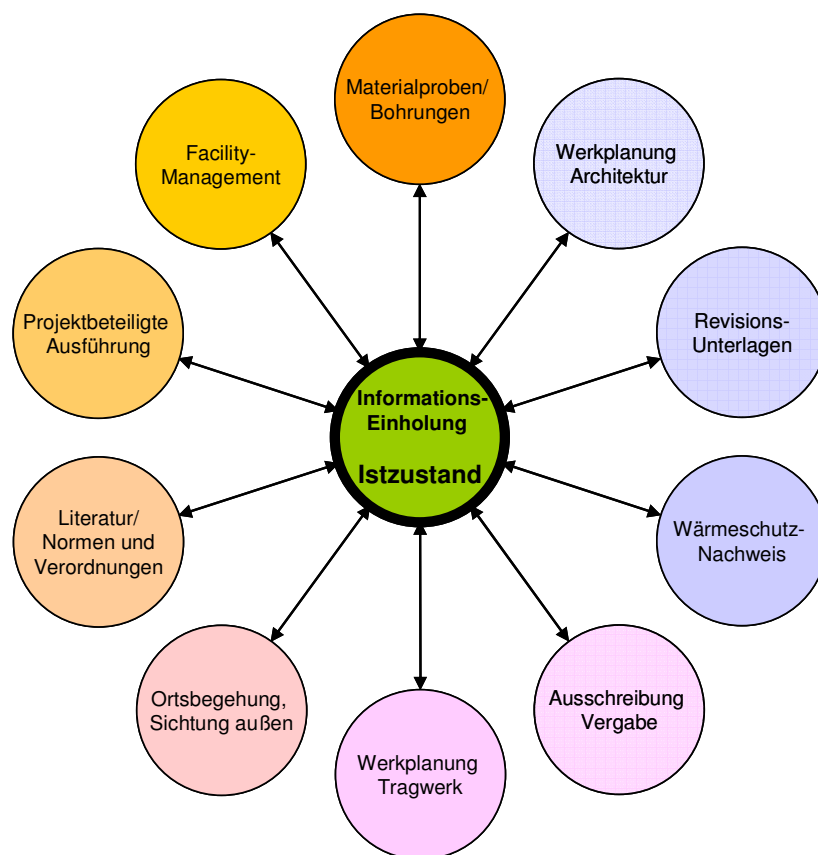 Materialproben/
Bohrungen
Werkplanung
Architektur
Revisions-
Unterlagen
Wärmeschutz-
Nachweis
Ausschreibung
Vergabe
Werkplanung
Tragwerk
Ortsbegehung,
Sichtung außen
Literatur/
Normen und
Verordnungen
Projektbeteiligte
Ausführung
Facility-
Management
Informations-
Einholung
Istzustand